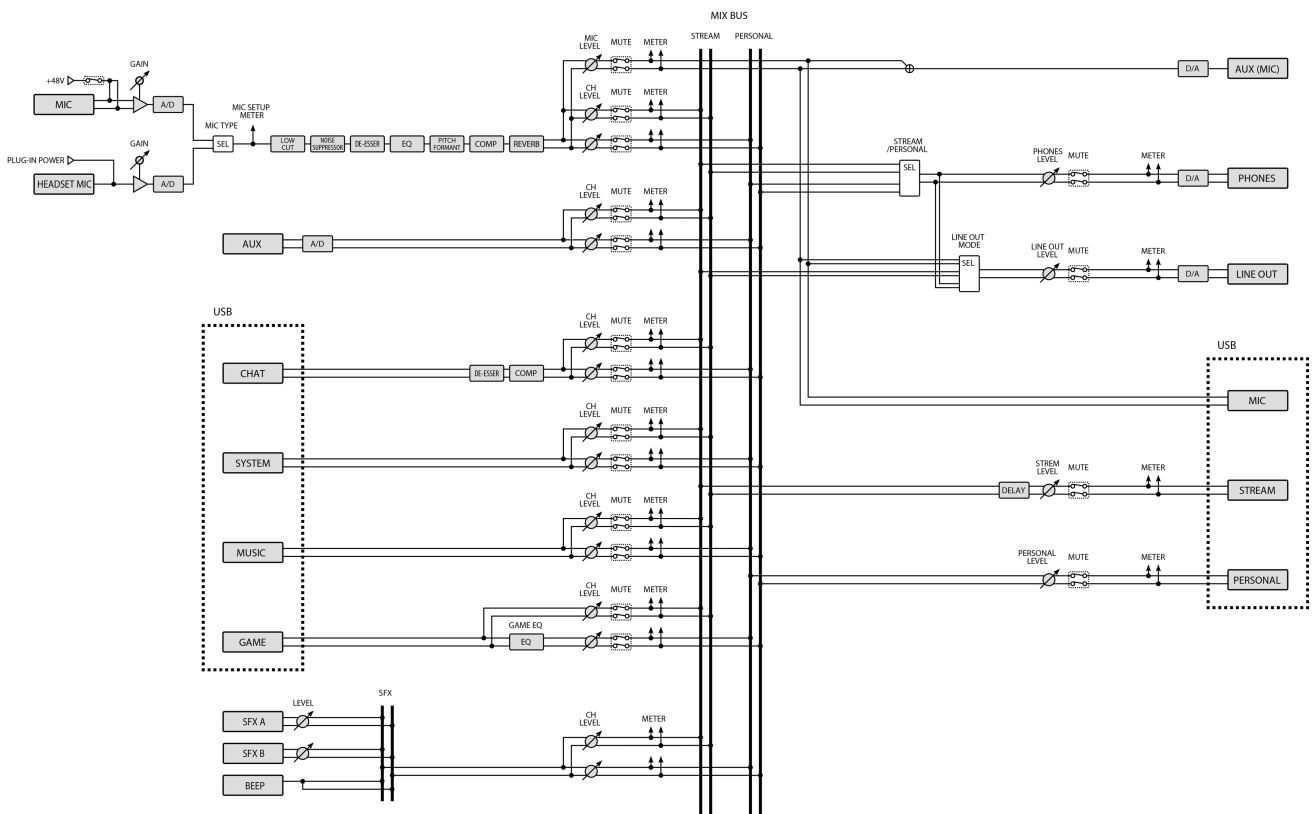 MIX BUS
STREAM PERSONAL
MIC
LEVEL
MUTE METER
GAIN
+48V
MIC
A/D
AUX (MIC)
D/A
CH
LEVEL
MIC SETUP
METER
MIC TYPE
SEL
LOW
CUT
NOISE
SUPPRESSOR
DE-ESSER
EQ
PITCH
FORMANT
COMP
REVERB
GAIN
PLUG-IN POWER
HEADSET MIC
A/D
STREAM
/PERSONAL
SEL
PHONES
LEVEL
MUTE
METER
D/A
PHONES
CH
LEVEL
MUTE METER
AUX
A/D
LINE OUT
MODE
SEL
LINE OUT
LEVEL
MUTE
METER
D/A
LINE OUT
USB
CH
LEVEL
MUTE METER
CHAT
DE-ESSER
COMP
USB
MIC
CH
LEVEL
MUTE METER
SYSTEM
STREM
LEVEL
MUTE
METER
DELAY
STREAM
CH
LEVEL
MUTE METER
MUSIC
PERSONAL
LEVEL
MUTE
METER
PERSONAL
CH
LEVEL
MUTE METER
GAME
GAME EQ
EQ
SFX
LEVEL
SFX A
SFX B
BEEP
CH
LEVEL
METER